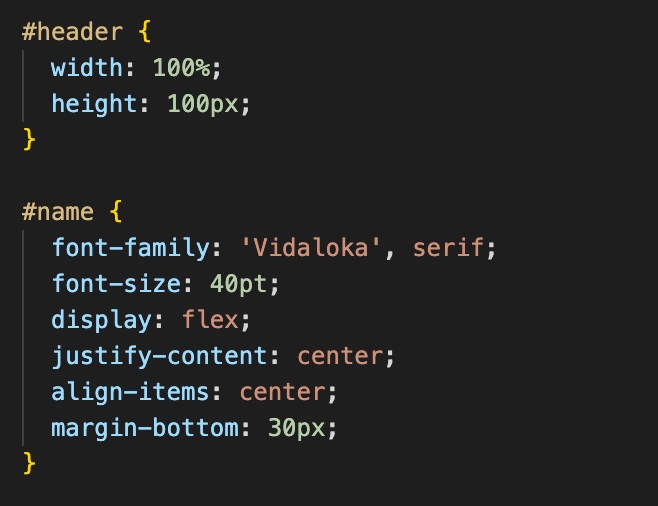 #header {
  width: 100%;
  height: 100px;
}

#name {
  font-family: 'Vidaloka', serif;
  font-size: 40pt;
  display: flex;
  justify-content: center;
  align-items: center;
  margin-bottom: 30px;
}